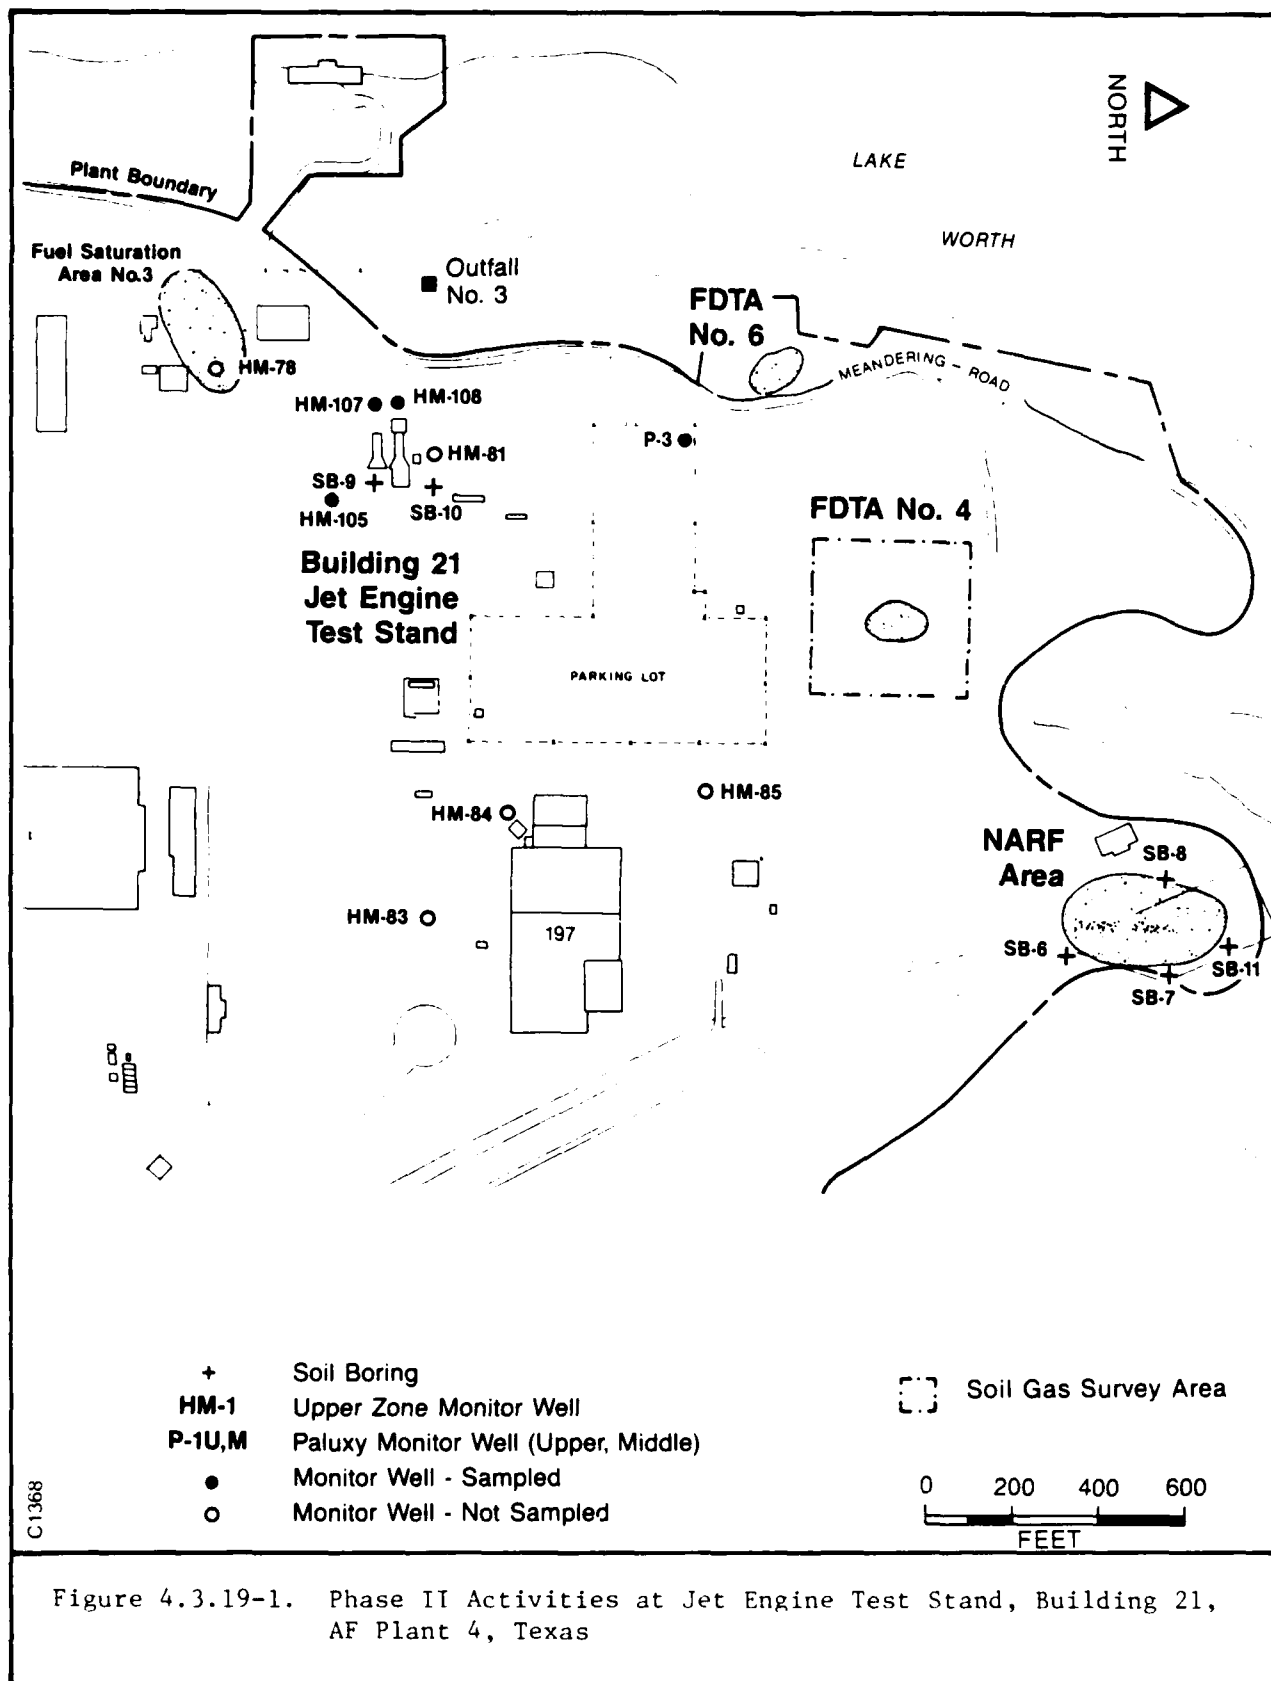 NORTH
LAKE
WORTH
Plant Boundary
Fuel Saturation
Area No.3
Outfall
No. 3
FDTA
No. 6
MEANDERING - ROAD
HM-78
HM-107
HM-108
P-3
HM-81
SB-9
SB-10
HM-105
FDTA No. 4
Building 21
Jet Engine
Test Stand
PARKING LOT
HM-85
HM-84
NARF
Area
SB-8
HM-83
197
SB-6
SB-11
SB-7
+ Soil Boring
HM-1 Upper Zone Monitor Well
P-1U,M Paluxy Monitor Well (Upper, Middle)
● Monitor Well - Sampled
○ Monitor Well - Not Sampled
Soil Gas Survey Area
0 200 400 600
FEET
C1368
Figure 4.3.19-1. Phase II Activities at Jet Engine Test Stand, Building 21,
AF Plant 4, Texas